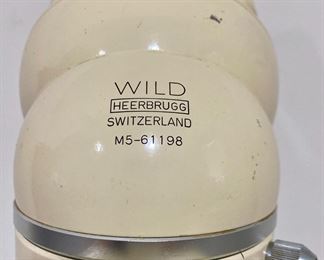 WILD
HEERBRUGG
SWITZERLAND
M5-61198